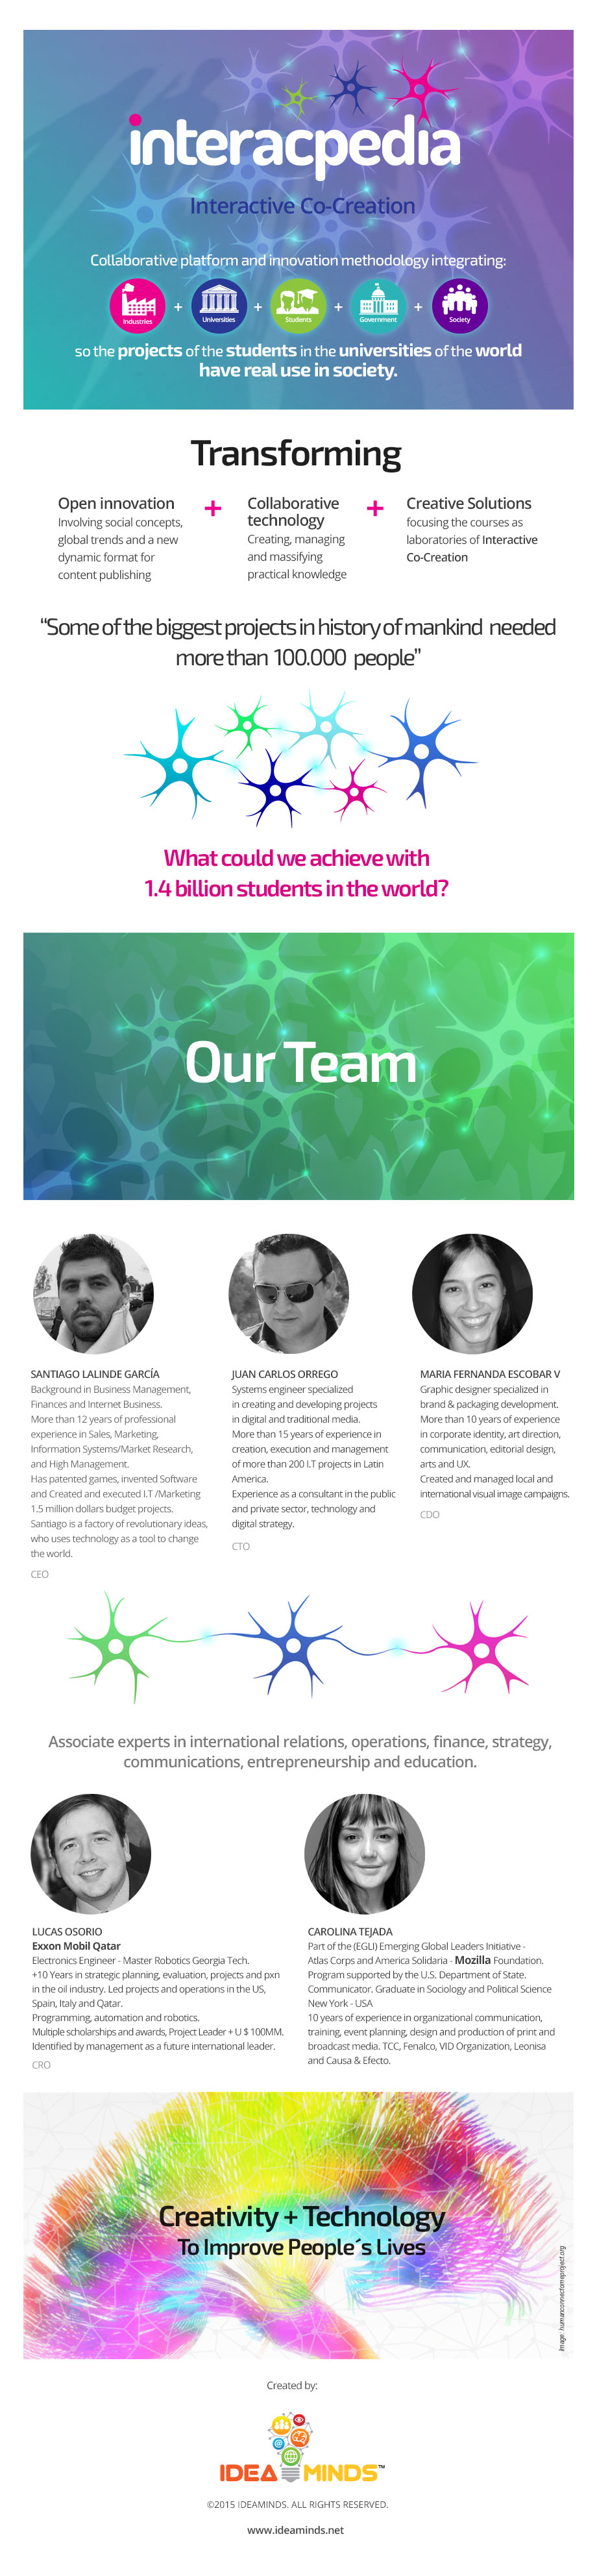 interacpedia
Interactive Co-Creation
Collaborative platform and innovation methodology integrating:
Industries + Universities + Students + Government + Society
so the projects of the students in the universities of the world
have real use in society.
Transforming
Open innovation
Involving social concepts,
global trends and a new
dynamic format for
content publishing
+
Collaborative
technology
Creating, managing
and massifying
practical knowledge
+
Creative Solutions
focusing the courses as
laboratories of Interactive
Co-Creation
“Some of the biggest projects in history of mankind needed
more than 100.000 people”
What could we achieve with
1.4 billion students in the world?
Our Team
SANTIAGO LALINDE GARCÍA
Background in Business Management,
Finances and Internet Business.
More than 12 years of professional
experience in Sales, Marketing,
Information Systems/Market Research,
and High Management.
Has patented games, invented Software
and Created and executed I.T /Marketing
1.5 million dollars budget projects.
Santiago is a factory of revolutionary ideas,
who uses technology as a tool to change
the world.
CEO
JUAN CARLOS ORREGO
Systems engineer specialized
in creating and developing projects
in digital and traditional media.
More than 15 years of experience in
creation, execution and management
of more than 200 I.T projects in Latin
America.
Experience as a consultant in the public
and private sector, technology and
digital strategy.
CTO
MARIA FERNANDA ESCOBAR V
Graphic designer specialized in
brand & packaging development.
More than 10 years of experience
in corporate identity, art direction,
communication, editorial design,
arts and UX.
Created and managed local and
international visual image campaigns.
CDO
Associate experts in international relations, operations, finance, strategy,
communications, entrepreneurship and education.
LUCAS OSORIO
Exxon Mobil Qatar
Electronics Engineer - Master Robotics Georgia Tech.
+10 Years in strategic planning, evaluation, projects and pxn
in the oil industry. Led projects and operations in the US,
Spain, Italy and Qatar.
Programming, automation and robotics.
Multiple scholarships and awards, Project Leader + U $ 100MM.
Identified by management as a future international leader.
CRO
CAROLINA TEJADA
Part of the (EGLI) Emerging Global Leaders Initiative -
Atlas Corps and America Solidaria - Mozilla Foundation.
Program supported by the U.S. Department of State.
Communicator. Graduate in Sociology and Political Science
New York - USA
10 years of experience in organizational communication,
training, event planning, design and production of print and
broadcast media. TCC, Fenalco, VID Organization, Leonisa
and Causa & Efecto.
Creativity + Technology
To Improve People´s Lives
Image: humanconnectomeproject.org
Created by:
IDEA MINDS™
©2015 IDEAMINDS. ALL RIGHTS RESERVED.
www.ideaminds.net